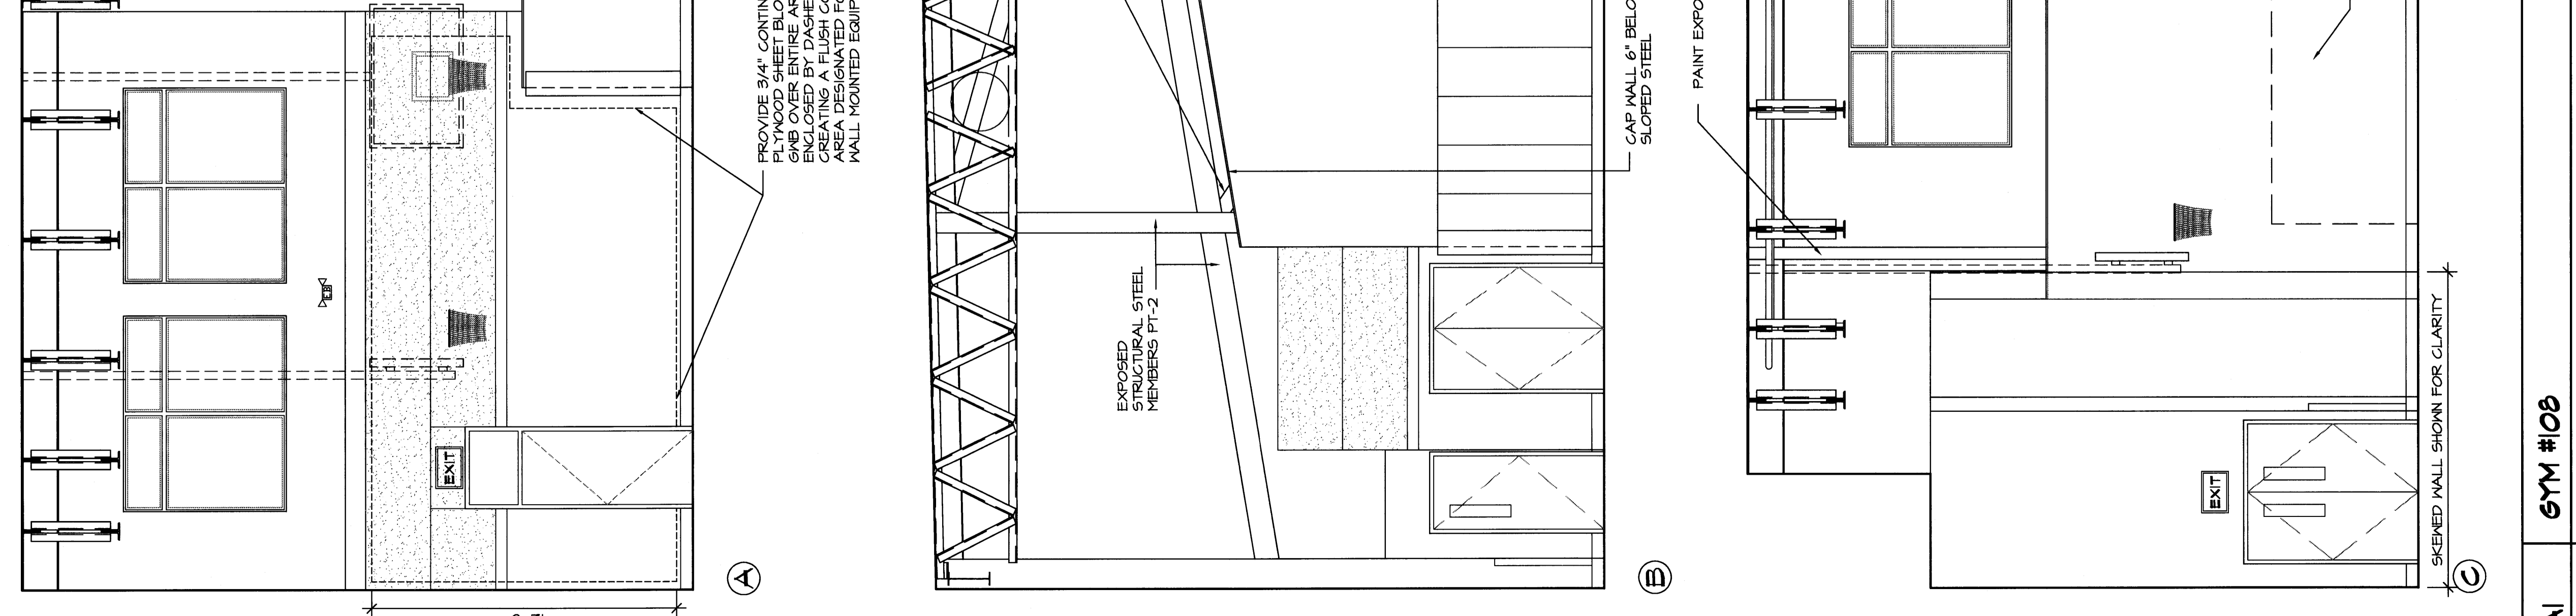 PROVIDE 3/4" CONTIN
PLYWOOD SHEET BLO
GWB OVER ENTIRE AR
ENCLOSED BY DASHE
CREATING A FLUSH CO
AREA DESIGNATED FO
WALL MOUNTED EQUIP
EXIT
A
EXPOSED
STRUCTURAL STEEL
MEMBERS PT-2
CAP WALL 6" BELO
SLOPED STEEL
B
PAINT EXPO
EXIT
SKEWED WALL SHOWN FOR CLARITY
C
GYM #108